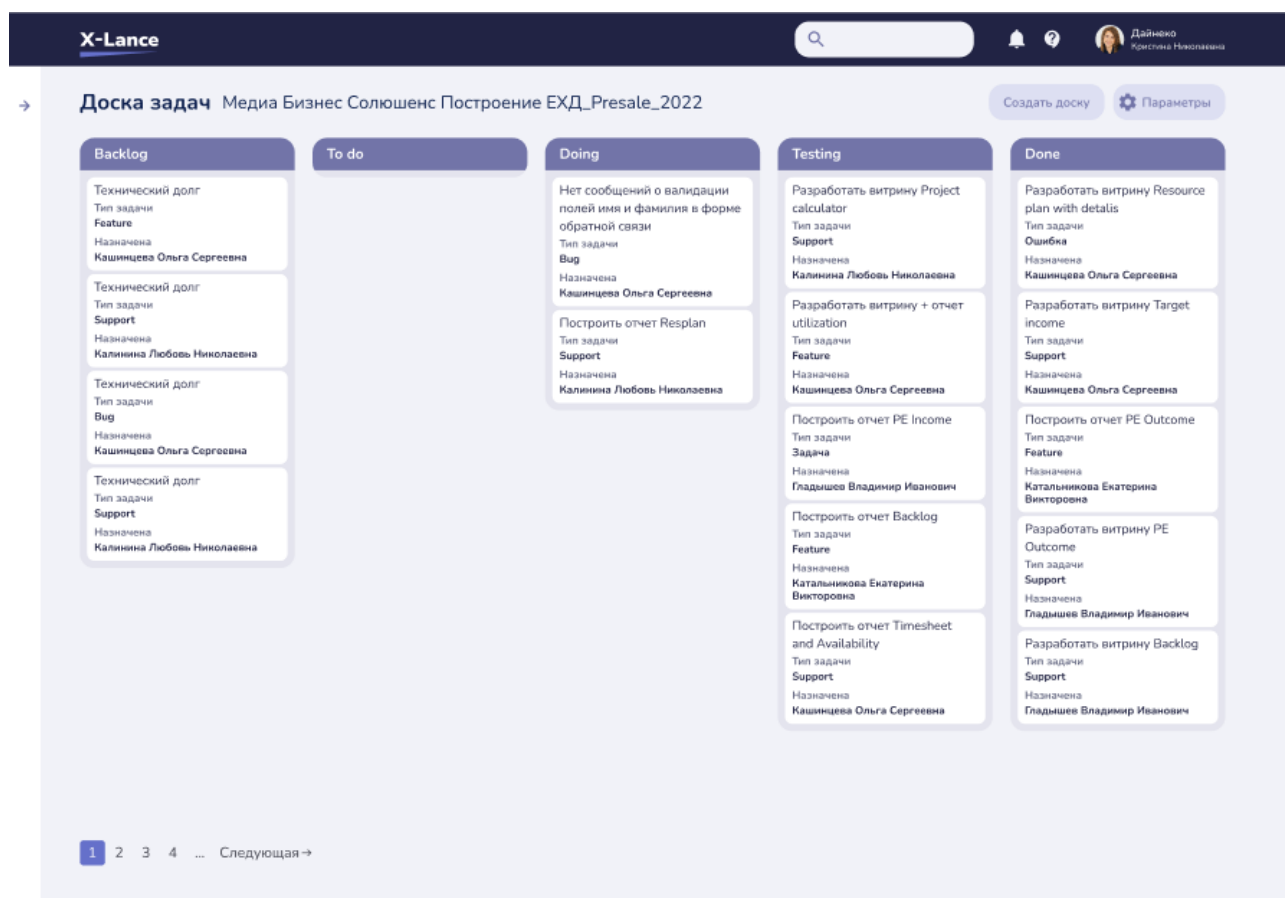 X-Lance
Дайнеко
Кристина Николаевна
Доска задач Медиа Бизнес Солюшенс Построение ЕХД_Presale_2022
Создать доску
Параметры
Backlog
Технический долг
Тип задачи
Feature
Назначена
Кашинцева Ольга Сергеевна
Технический долг
Тип задачи
Support
Назначена
Калинина Любовь Николаевна
Технический долг
Тип задачи
Bug
Назначена
Кашинцева Ольга Сергеевна
Технический долг
Тип задачи
Support
Назначена
Калинина Любовь Николаевна
To do
Doing
Нет сообщений о валидации
полей имя и фамилия в форме
обратной связи
Тип задачи
Bug
Назначена
Кашинцева Ольга Сергеевна
Построить отчет Resplan
Тип задачи
Support
Назначена
Калинина Любовь Николаевна
Testing
Разработать витрину Project
calculator
Тип задачи
Support
Назначена
Калинина Любовь Николаевна
Разработать витрину + отчет
utilization
Тип задачи
Feature
Назначена
Кашинцева Ольга Сергеевна
Построить отчет PE Income
Тип задачи
Задача
Назначена
Гладышев Владимир Иванович
Построить отчет Backlog
Тип задачи
Feature
Назначена
Катальникова Екатерина
Викторовна
Построить отчет Timesheet
and Availability
Тип задачи
Support
Назначена
Кашинцева Ольга Сергеевна
Done
Разработать витрину Resource
plan with detalis
Тип задачи
Ошибка
Назначена
Кашинцева Ольга Сергеевна
Разработать витрину Target
income
Тип задачи
Support
Назначена
Кашинцева Ольга Сергеевна
Построить отчет PE Outcome
Тип задачи
Feature
Назначена
Катальникова Екатерина
Викторовна
Разработать витрину PE
Outcome
Тип задачи
Support
Назначена
Гладышев Владимир Иванович
Разработать витрину Backlog
Тип задачи
Support
Назначена
Гладышев Владимир Иванович
1 2 3 4 ... Следующая→